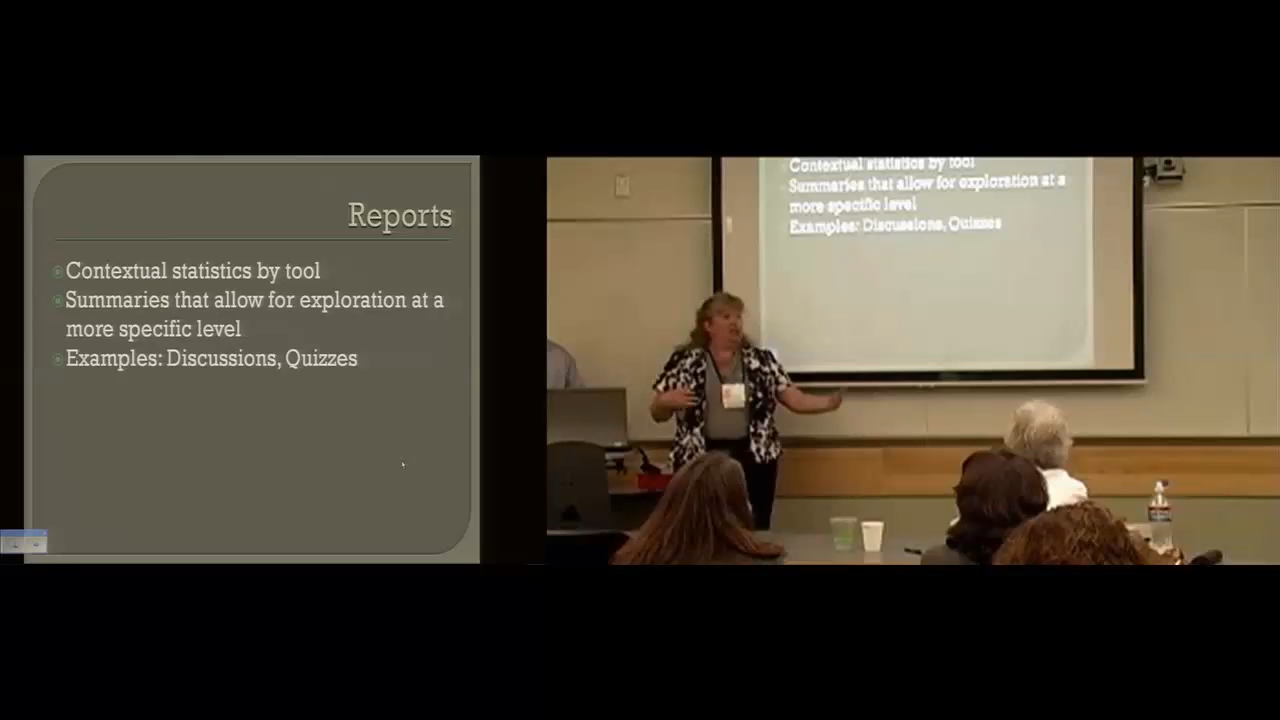 Reports
Contextual statistics by tool
Summaries that allow for exploration at a
more specific level
Examples: Discussions, Quizzes
Contextual statistics by tool
Summaries that allow for exploration at a
more specific level
Examples: Discussions, Quizzes